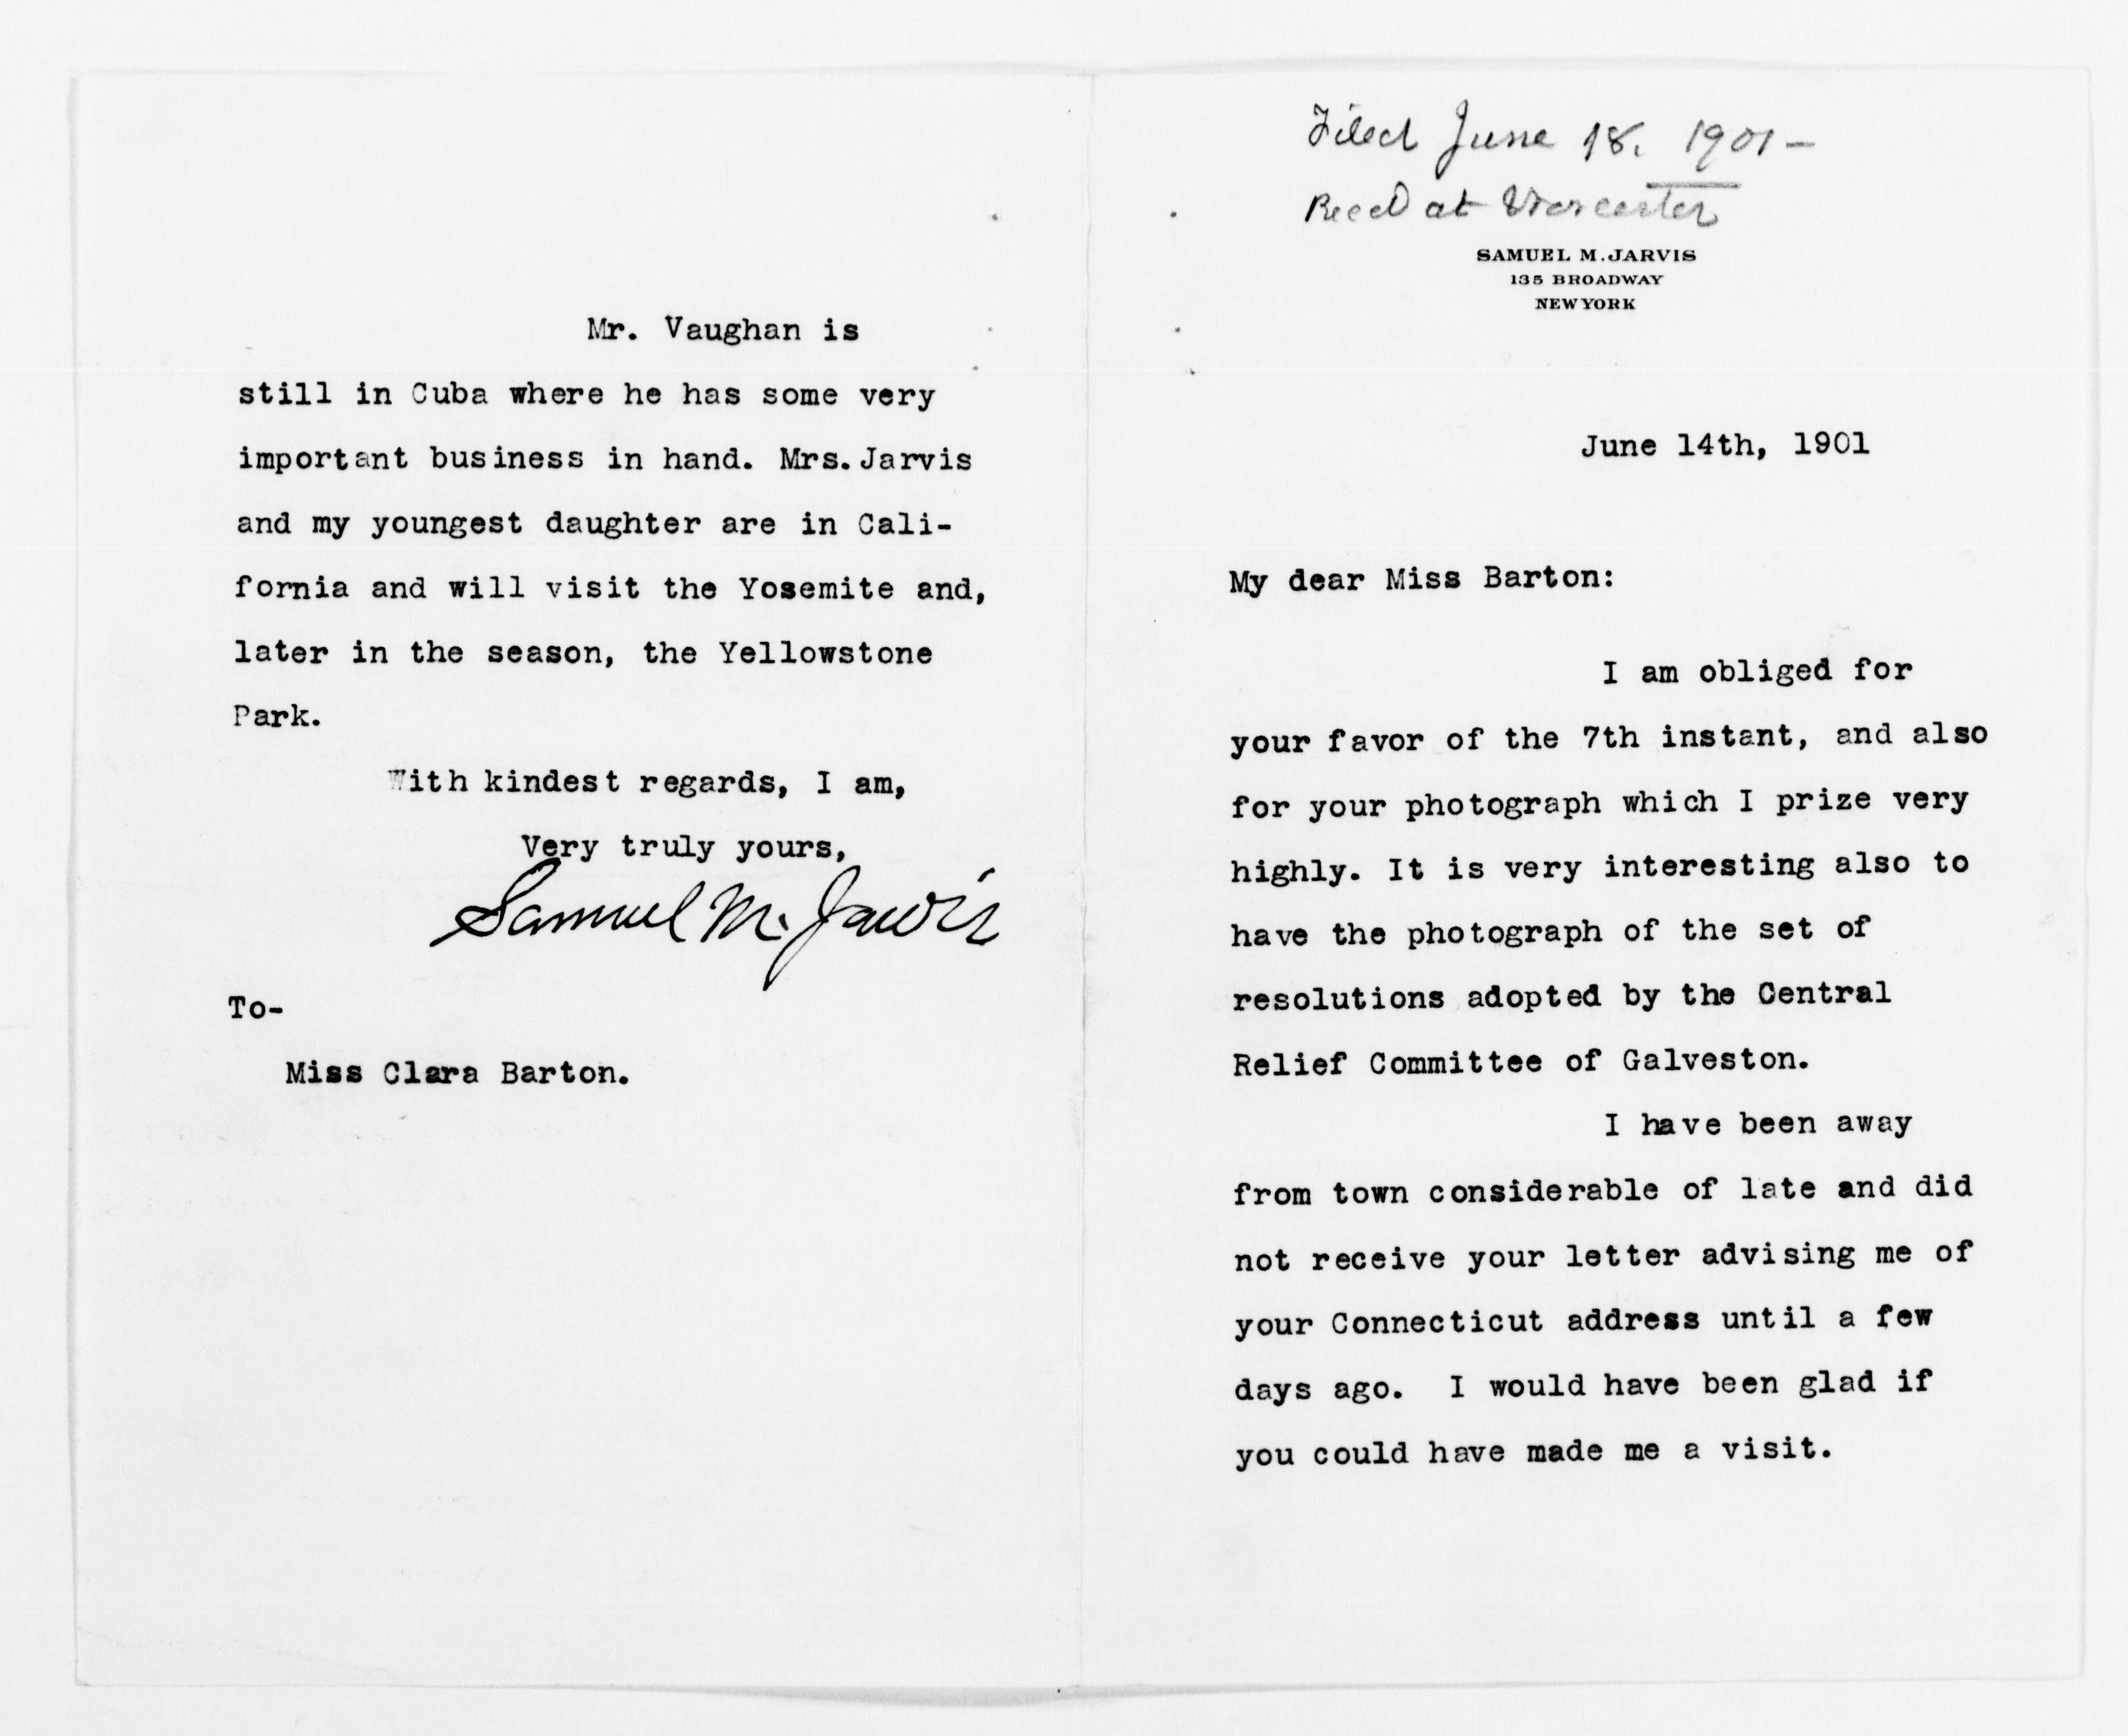 Filed June 18. 1901-
Recd at Worcester
SAMUEL M. JARVIS
135 BROADWAY
NEW YORK
June 14th, 1901
My dear Miss Barton:
I am obliged for
your favor of the 7th instant, and also
for your photograph which I prize very
highly. It is very interesting also to
have the photograph of the set of
resolutions adopted by the Central
Relief Committee of Galveston.
I have been away
from town considerable of late and did
not receive your letter advising me of
your Connecticut address until a few
days ago. I would have been glad if
you could have made me a visit.
Mr. Vaughan is
still in Cuba where he has some very
important business in hand. Mrs. Jarvis
and my youngest daughter are in Cali-
fornia and will visit the Yosemite and,
later in the season, the Yellowstone
Park.
With kindest regards, I am,
Very truly yours,
Samuel M. Jarvis
To-
Miss Clara Barton.